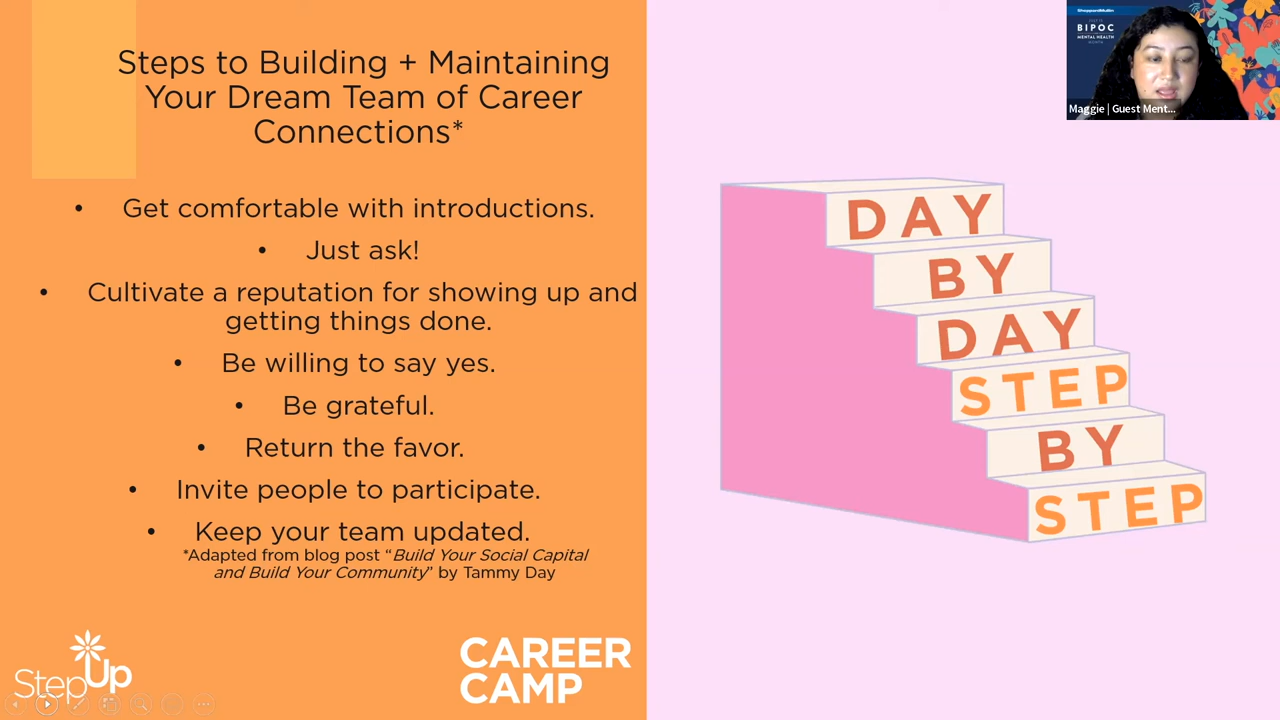 Steps to Building + Maintaining
Your Dream Team of Career
Connections*
• Get comfortable with introductions.
• Just ask!
• Cultivate a reputation for showing up and
getting things done.
• Be willing to say yes.
• Be grateful.
• Return the favor.
• Invite people to participate.
• Keep your team updated.
*Adapted from blog post “Build Your Social Capital
and Build Your Community” by Tammy Day
StepUp
CAREER
CAMP
DAY
BY
DAY
STEP
BY
STEP
SheppardMullin
BIPOC
MENTAL HEALTH
MONTH
Maggie | Guest Ment...